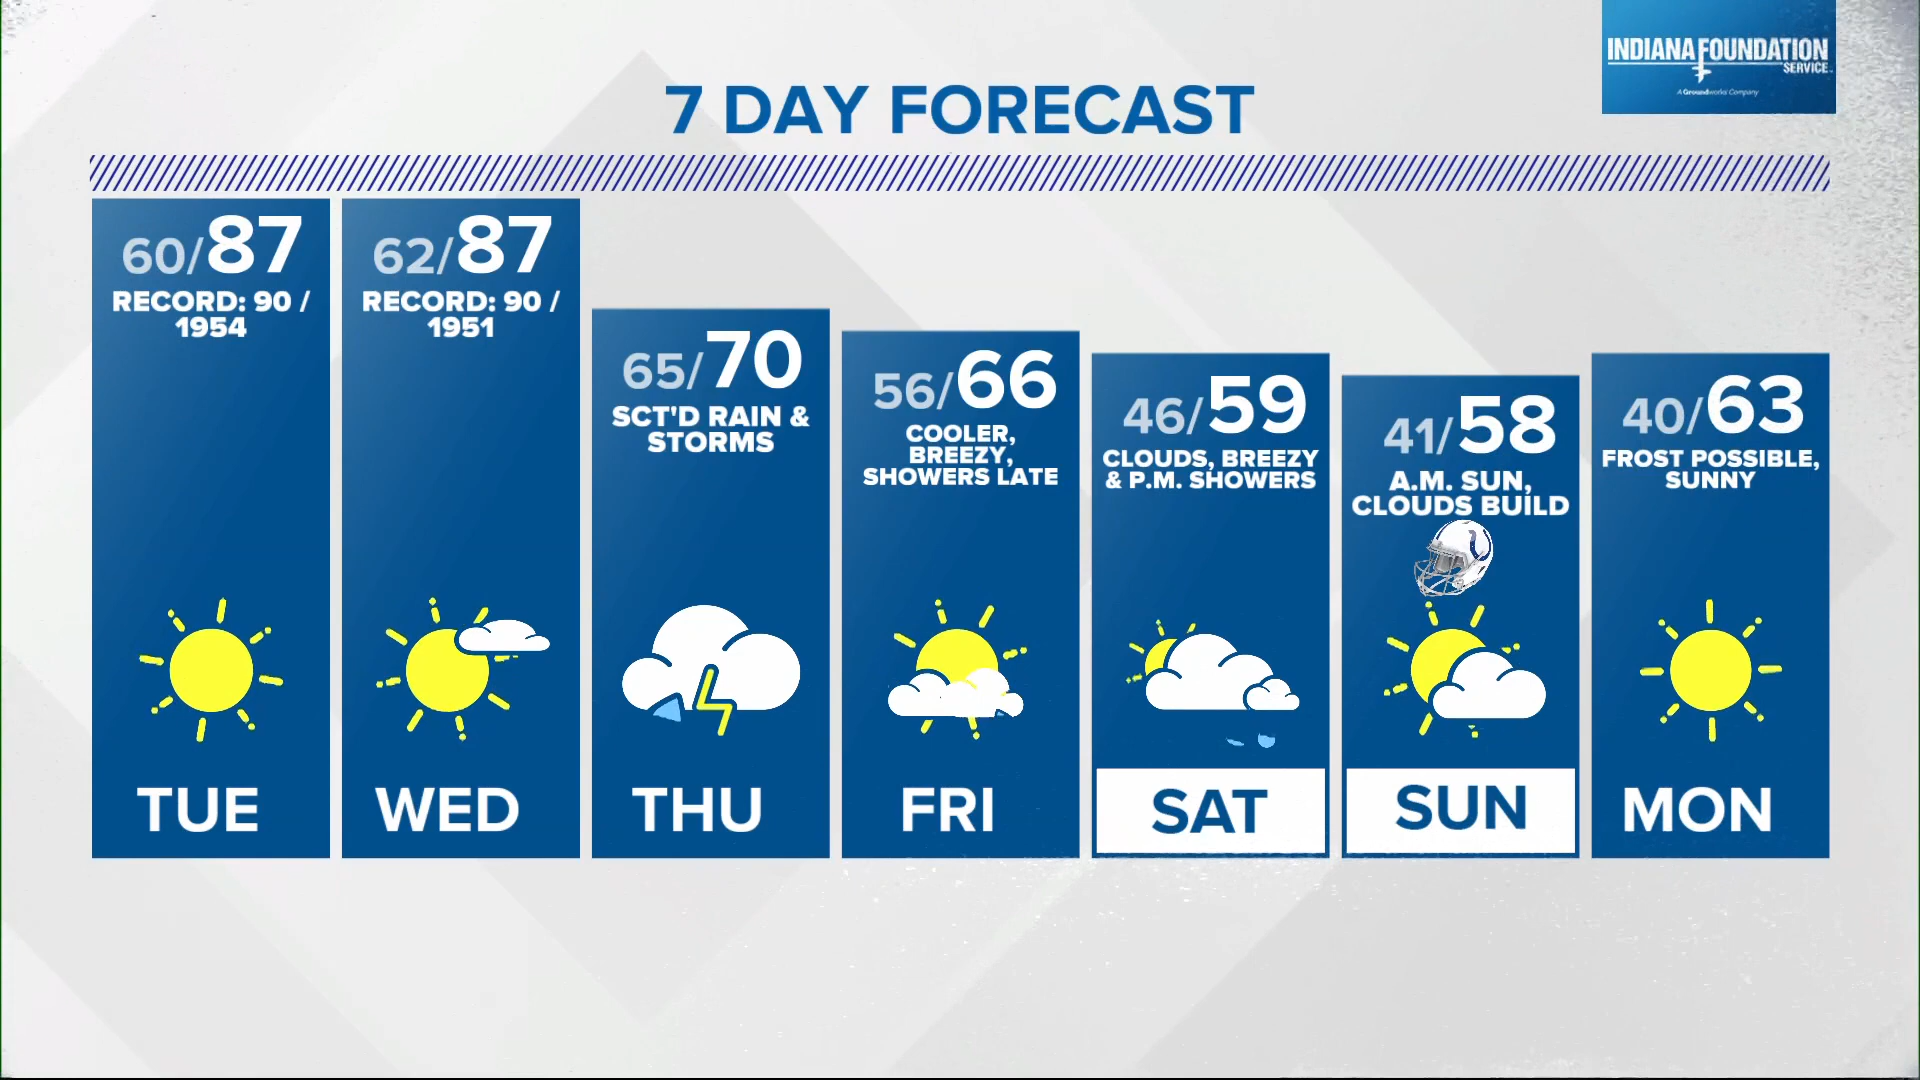 INDIANA FOUNDATION
SERVICE
A Groundworks Company
7 DAY FORECAST
60/87
RECORD: 90 /
1954
TUE
62/87
RECORD: 90 /
1951
WED
65/70
SCT'D RAIN &
STORMS
THU
56/66
COOLER,
BREEZY,
SHOWERS LATE
FRI
46/59
CLOUDS, BREEZY
& P.M. SHOWERS
SAT
41/58
A.M. SUN,
CLOUDS BUILD
SUN
40/63
FROST POSSIBLE,
SUNNY
MON